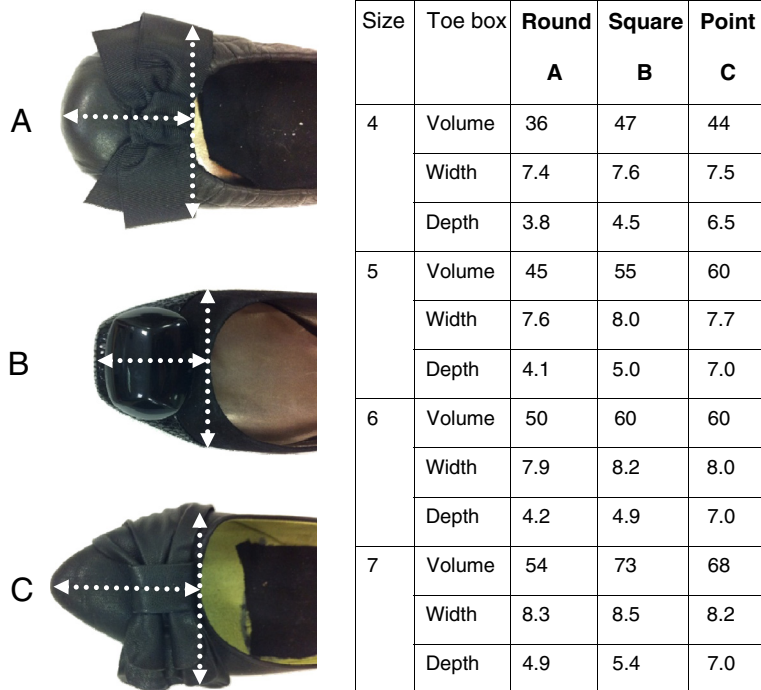 A
B
C
Size Toe box Round Square Point
A B C
4 Volume 36 47 44
Width 7.4 7.6 7.5
Depth 3.8 4.5 6.5
5 Volume 45 55 60
Width 7.6 8.0 7.7
Depth 4.1 5.0 7.0
6 Volume 50 60 60
Width 7.9 8.2 8.0
Depth 4.2 4.9 7.0
7 Volume 54 73 68
Width 8.3 8.5 8.2
Depth 4.9 5.4 7.0